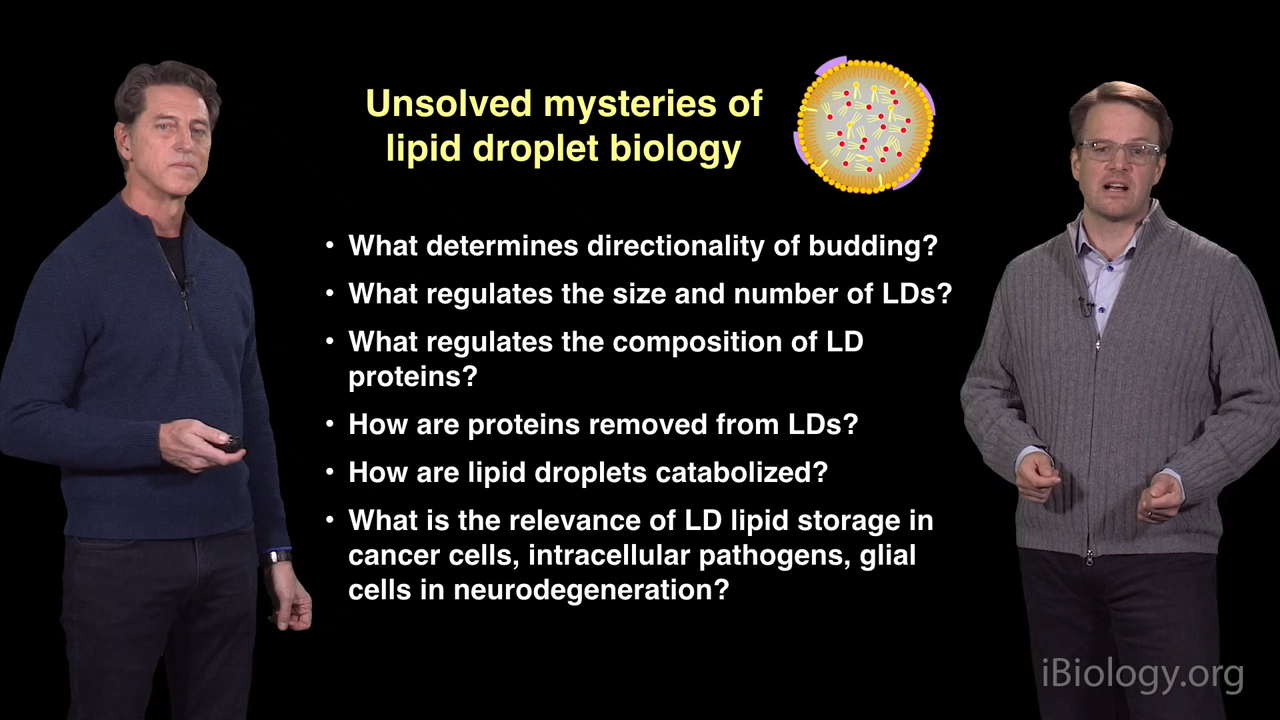 Unsolved mysteries of
lipid droplet biology
• What determines directionality of budding?
• What regulates the size and number of LDs?
• What regulates the composition of LD
proteins?
• How are proteins removed from LDs?
• How are lipid droplets catabolized?
• What is the relevance of LD lipid storage in
cancer cells, intracellular pathogens, glial
cells in neurodegeneration?
iBiology.org